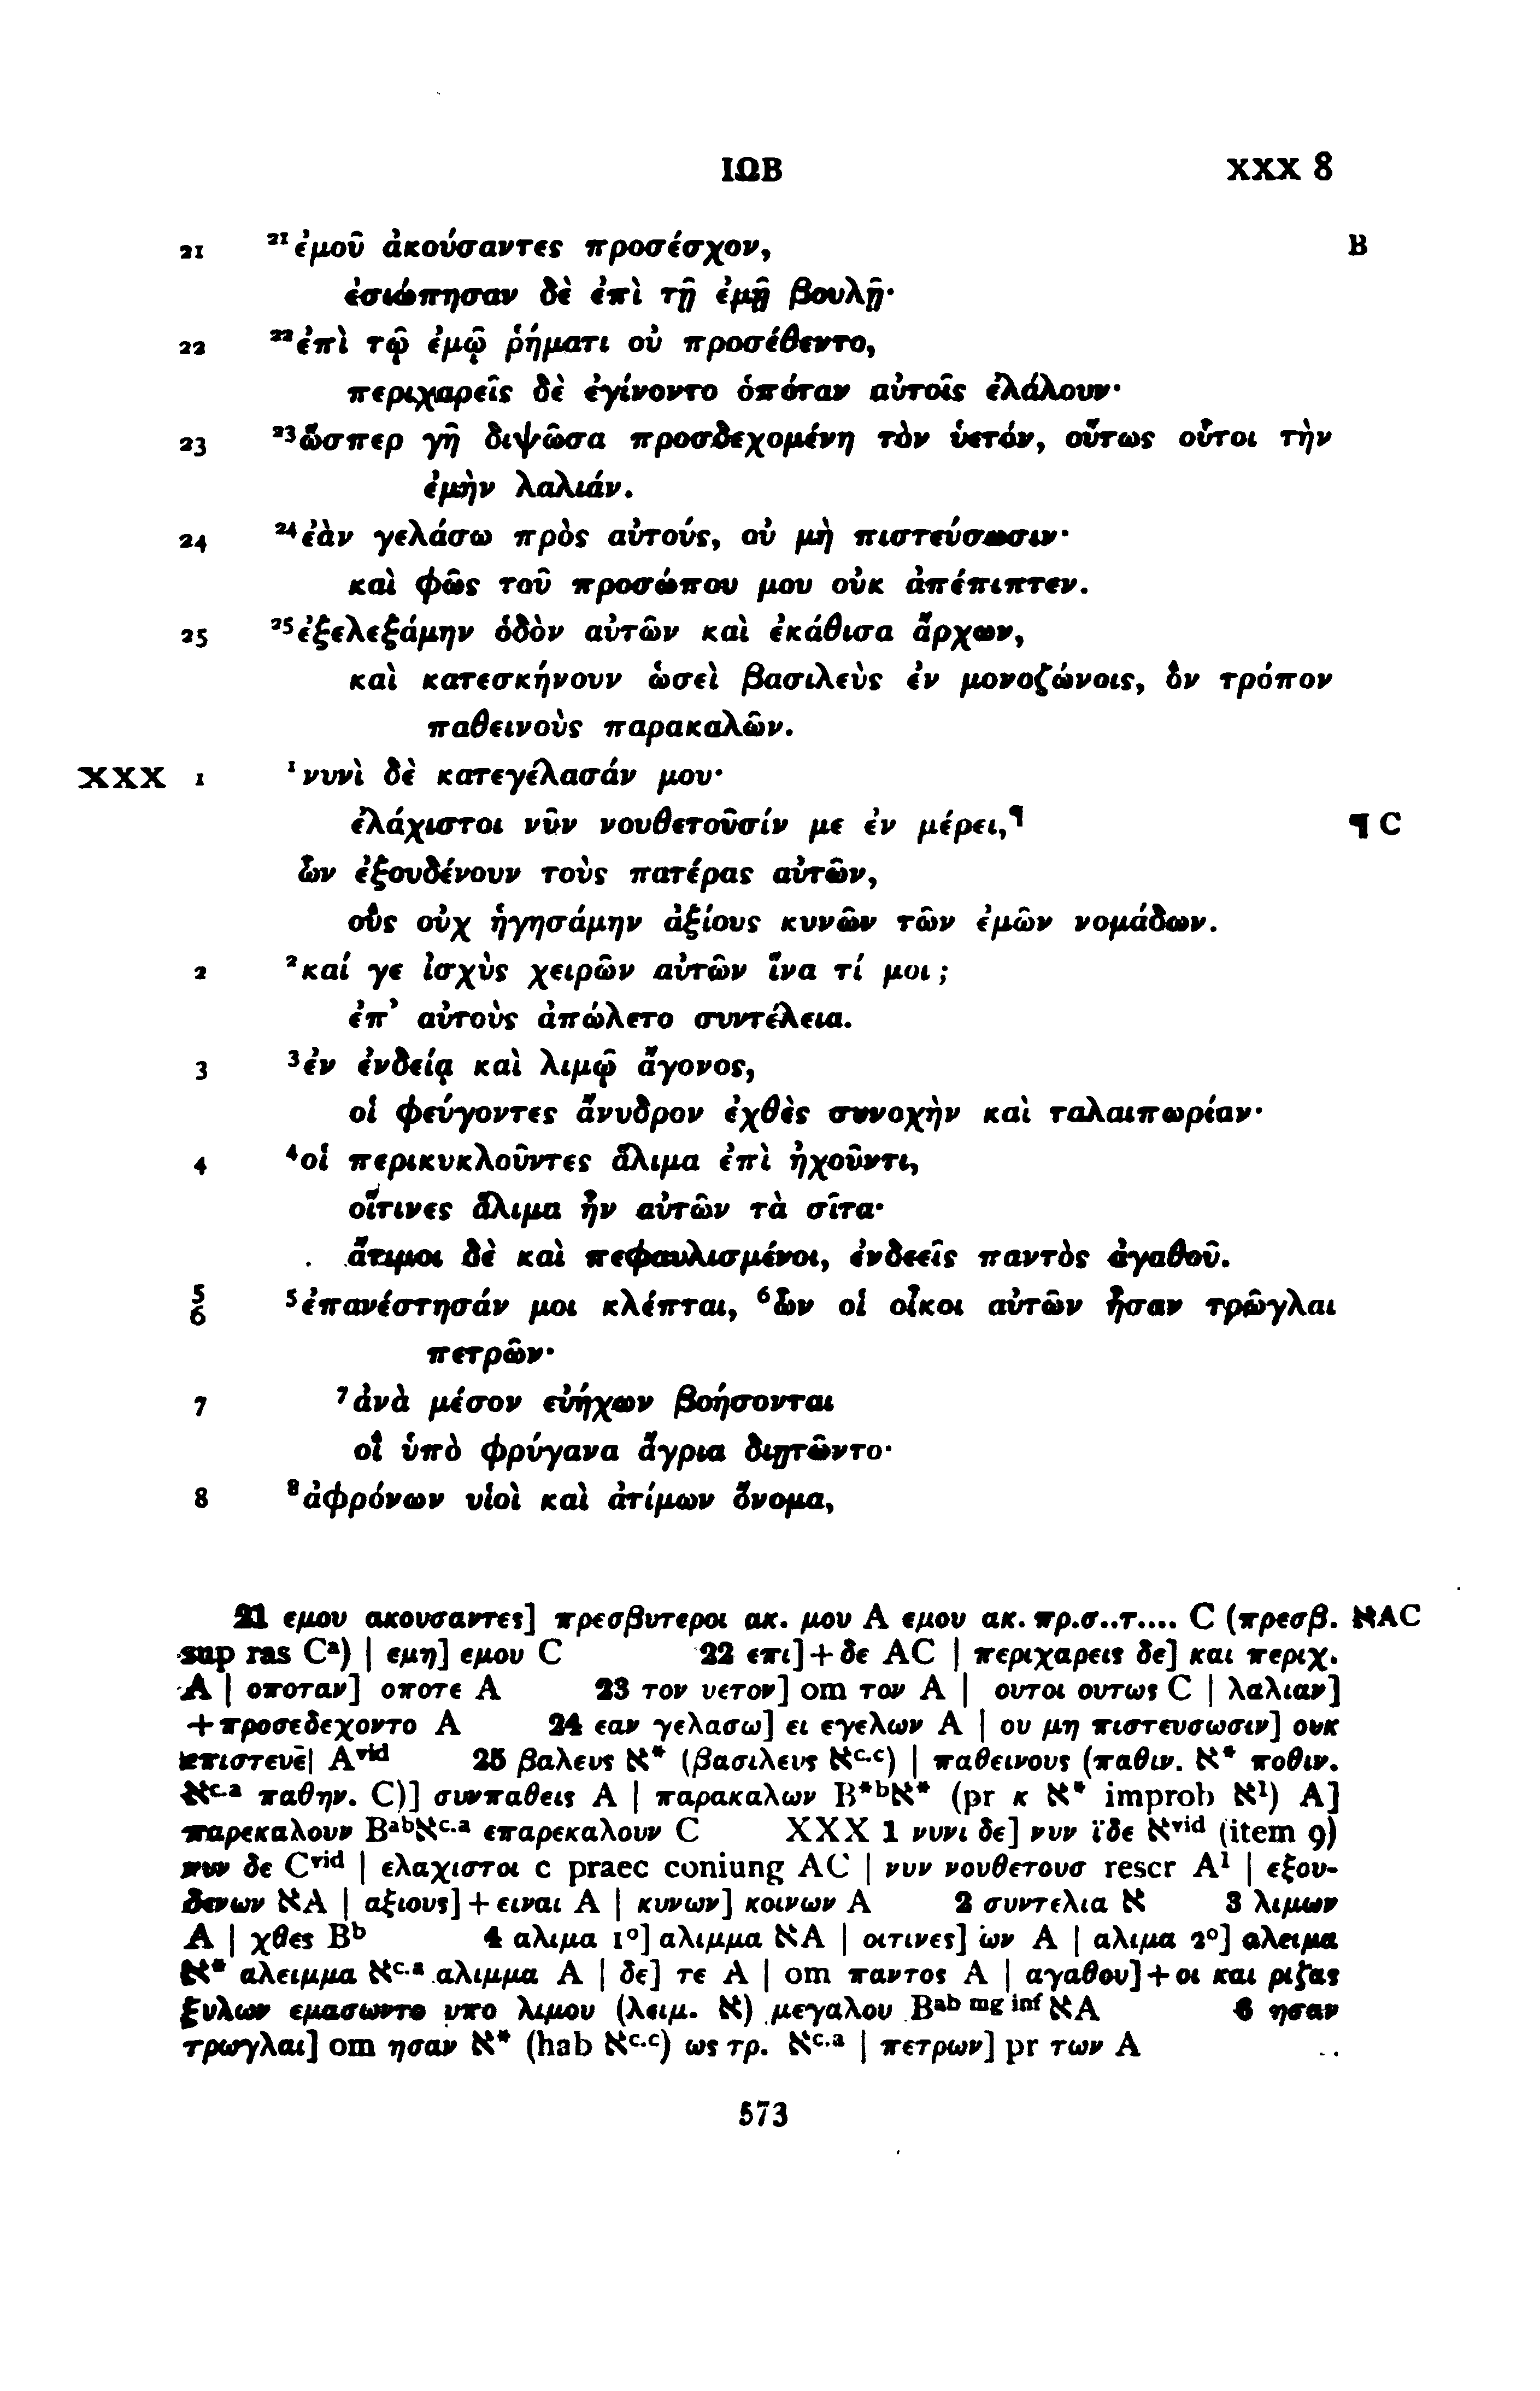 ΙΩΒ XXX 8
21 ²¹ἐμοῦ ἀκούσαντες προσέσχον, B
ἐσιώπησαν δὲ ἐπὶ τῇ ἐμῇ βουλῇ·
22 ²²ἐπὶ τῷ ἐμῷ ῥήματι οὐ προσέθεντο,
περιχαρεῖς δὲ ἐγίνοντο ὁπόταν αὐτοῖς ἐλάλουν·
23 ²³ὥσπερ γῆ διψῶσα προσδεχομένη τὸν ὑετόν, οὕτως οὗτοι τὴν
ἐμὴν λαλιάν.
24 ²⁴ἐὰν γελάσω πρὸς αὐτούς, οὐ μὴ πιστεύσωσιν·
καὶ φῶς τοῦ προσώπου μου οὐκ ἀπέπιπτεν.
25 ²⁵ἐξελεξάμην ὁδὸν αὐτῶν καὶ ἐκάθισα ἄρχων,
καὶ κατεσκήνουν ὡσεὶ βασιλεὺς ἐν μονοζώνοις, ὃν τρόπον
παθεινοὺς παρακαλῶν.
XXX 1 ¹νυνὶ δὲ κατεγέλασάν μου·
ἐλάχιστοι νῦν νουθετοῦσίν με ἐν μέρει,¶ ¶ C
ὧν ἐξουδένουν τοὺς πατέρας αὐτῶν,
οὓς οὐχ ἡγησάμην ἀξίους κυνῶν τῶν ἐμῶν νομάδων.
2 ²καί γε ἰσχὺς χειρῶν αὐτῶν ἵνα τί μοι;
ἐπ᾽ αὐτοὺς ἀπώλετο συντέλεια.
3 ³ἐν ἐνδείᾳ καὶ λιμῷ ἄγονος,
οἱ φεύγοντες ἄνυδρον ἐχθὲς συνοχὴν καὶ ταλαιπωρίαν·
4 ⁴οἱ περικυκλοῦντες ἄλιμα ἐπὶ ἠχοῦντι,
οἵτινες ἄλιμα ἦν αὐτῶν τὰ σῖτα·
ἄτιμοι δὲ καὶ πεφαυλισμένοι, ἐνδεεῖς παντὸς ἀγαθοῦ.
5 6 ⁵ἐπανέστησάν μοι κλέπται, ⁶ὧν οἱ οἶκοι αὐτῶν ἦσαν τρῶγλαι
πετρῶν·
7 ⁷ἀνὰ μέσον εὐήχων βοήσονται
οἳ ὑπὸ φρύγανα ἄγρια διῃτῶντο·
8 ⁸ἀφρόνων υἱοὶ καὶ ἀτίμων ὄνομα,
21 εμου ακουσαντες] πρεσβυτεροι ακ. μου A εμου ακ. πρ.σ..τ.... C (πρεσβ. ℵAC
sup ras Cᵃ) | εμη] εμου C 22 επι]+δε AC | περιχαρεις δε] και περιχ.
A | οποταν] οποτε A 23 τον υετον] om τον A | ουτοι ουτως C | λαλιαν]
+προσεδεχοντο A 24 εαν γελασω] ει εγελων A | ου μη πιστευσωσιν] ουκ
επιστευē| Aᵛⁱᵈ 25 βαλευς ℵ* (βασιλευς ℵᶜ·ᶜ) | παθεινους (παθιν. ℵ* ποθιν.
ℵᶜ·ᵃ παθην. C)] συνπαθεις A | παρακαλων B*ᵇℵ* (pr κ ℵ* improb ℵ¹) A]
παρεκαλουν Bᵃᵇℵᶜ·ᵃ επαρεκαλουν C XXX 1 νυνι δε] νυν ϊδε ℵᵛⁱᵈ (item 9)
νυν δε Cᵛⁱᵈ | ελαχιστοι c praec coniung AC | νυν νουθετουσ rescr A¹ | εξου-
δενων ℵA | αξιους]+ειναι A | κυνων] κοινων A 2 συντελια ℵ 3 λιμων
A | χθες Bᵇ 4 αλιμα 1°] αλιμμα ℵA | οιτινες] ὡν A | αλιμα 2°] αλειμα
ℵ* αλειμμα ℵᶜ·ᵃ αλιμμα A | δε] τε A | om παντος A | αγαθου]+οι και ριζας
ξυλων εμασωντο υπο λιμου (λειμ. ℵ) μεγαλου Bᵃᵇ ᵐᵍ ⁱⁿᶠ ℵA 6 ησαν
τρωγλαι] om ησαν ℵ* (hab ℵᶜ·ᶜ) ως τρ. ℵᶜ·ᵃ | πετρων] pr των A
573